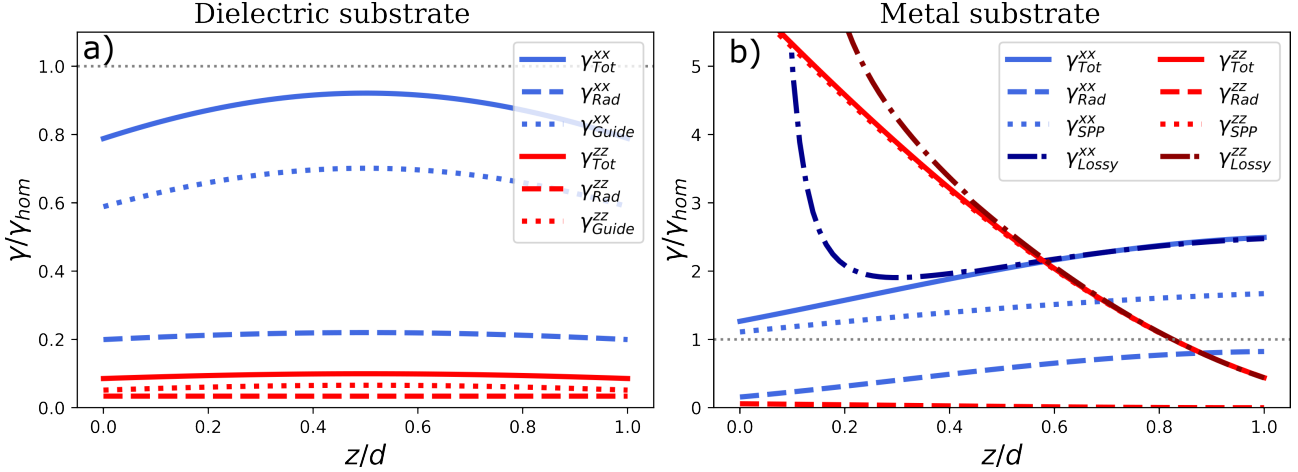 Dielectric substrate
a)
γ/γ_hom
1.0
0.8
0.6
0.4
0.2
0.0
γ^xx_Tot
γ^xx_Rad
γ^xx_Guide
γ^zz_Tot
γ^zz_Rad
γ^zz_Guide
0.0 0.2 0.4 0.6 0.8 1.0
z/d
Metal substrate
b)
γ/γ_hom
5
4
3
2
1
0
γ^xx_Tot
γ^xx_Rad
γ^xx_SPP
γ^xx_Lossy
γ^zz_Tot
γ^zz_Rad
γ^zz_SPP
γ^zz_Lossy
0.0 0.2 0.4 0.6 0.8 1.0
z/d